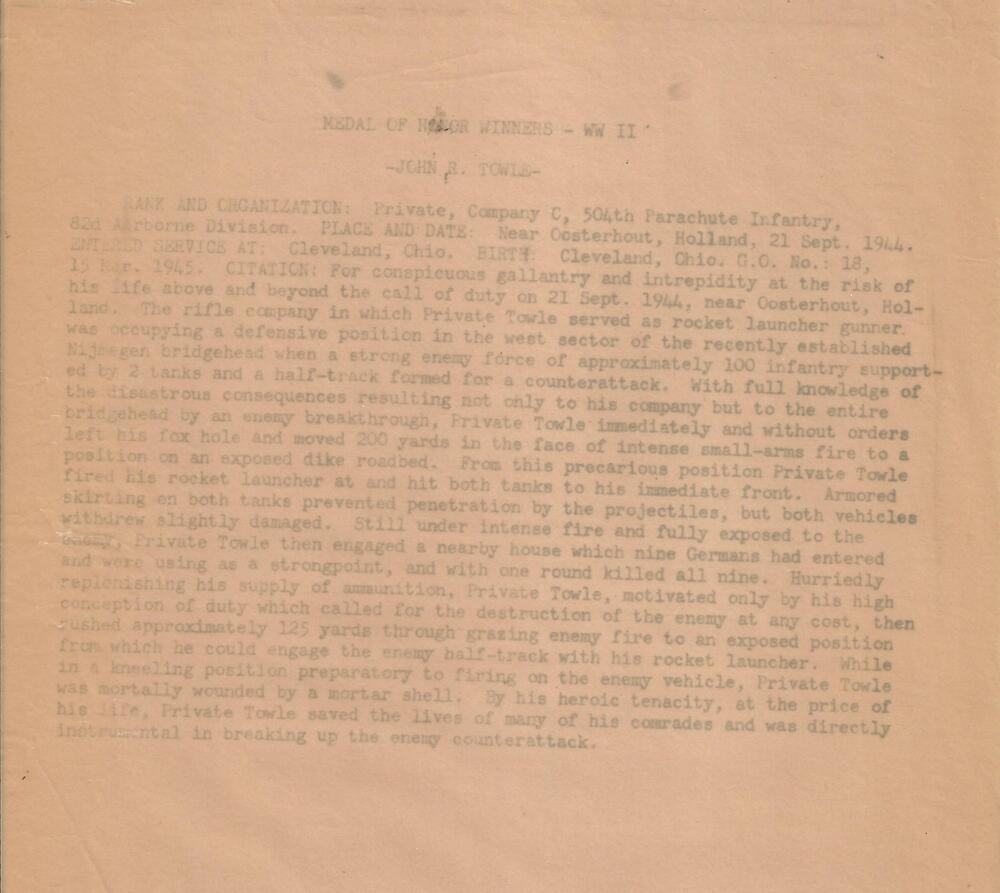 MEDAL OF HONOR WINNERS - WW II
-JOHN R. TOWLE-
RANK AND ORGANIZATION: Private, Company C, 504th Parachute Infantry,
82d Airborne Division. PLACE AND DATE: Near Oosterhout, Holland, 21 Sept. 1944.
ENTERED SERVICE AT: Cleveland, Ohio. BIRTH: Cleveland, Ohio. G.O. No.: 18,
15 Mar. 1945. CITATION: For conspicuous gallantry and intrepidity at the risk of
his life above and beyond the call of duty on 21 Sept. 1944, near Oosterhout, Hol-
land. The rifle company in which Private Towle served as rocket launcher gunner
was occupying a defensive position in the west sector of the recently established
Nijmegen bridgehead when a strong enemy force of approximately 100 infantry support-
ed by 2 tanks and a half-track formed for a counterattack. With full knowledge of
the disastrous consequences resulting not only to his company but to the entire
bridgehead by an enemy breakthrough, Private Towle immediately and without orders
left his fox hole and moved 200 yards in the face of intense small-arms fire to a
position on an exposed dike roadbed. From this precarious position Private Towle
fired his rocket launcher at and hit both tanks to his immediate front. Armored
skirting on both tanks prevented penetration by the projectiles, but both vehicles
withdrew slightly damaged. Still under intense fire and fully exposed to the
enemy, Private Towle then engaged a nearby house which nine Germans had entered
and were using as a strongpoint, and with one round killed all nine. Hurriedly
replenishing his supply of ammunition, Private Towle, motivated only by his high
conception of duty which called for the destruction of the enemy at any cost, then
rushed approximately 125 yards through grazing enemy fire to an exposed position
from which he could engage the enemy half-track with his rocket launcher. While
in a kneeling position preparatory to firing on the enemy vehicle, Private Towle
was mortally wounded by a mortar shell. By his heroic tenacity, at the price of
his life, Private Towle saved the lives of many of his comrades and was directly
instrumental in breaking up the enemy counterattack.